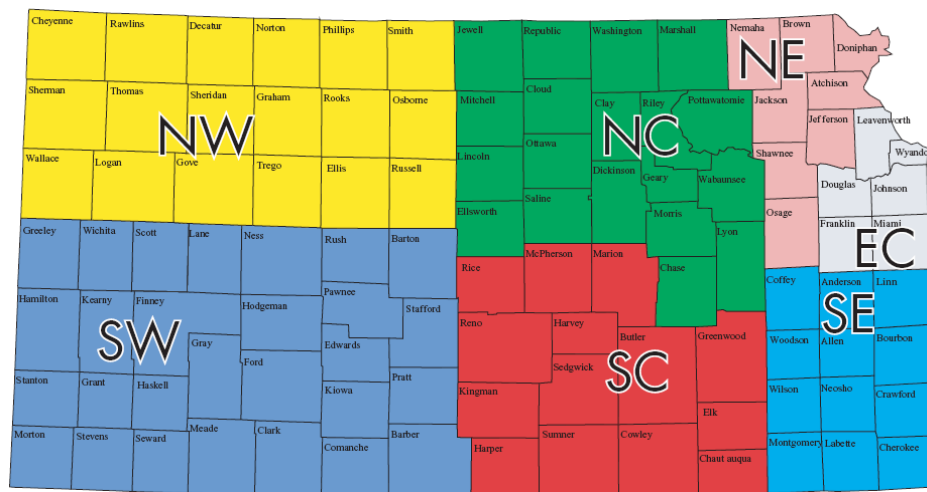 Cheyenne
Rawlins
Decatur
Norton
Phillips
Smith
Jewell
Republic
Washington
Marshall
Nemaha
Brown
Doniphan
NE
Sherman
Thomas
Sheridan
Graham
Rooks
Osborne
Mitchell
Cloud
Clay
Riley
Pottawatomie
Jackson
Atchison
Jefferson
Leavenworth
NW
NC
Wyando
Wallace
Logan
Gove
Trego
Ellis
Russell
Lincoln
Ottawa
Dickinson
Geary
Wabaunsee
Shawnee
Douglas
Johnson
Ellsworth
Saline
Morris
Lyon
Osage
Franklin
Miami
EC
Greeley
Wichita
Scott
Lane
Ness
Rush
Barton
Rice
McPherson
Marion
Chase
Coffey
Anderson
Linn
SE
Hamilton
Kearny
Finney
Hodgeman
Pawnee
Stafford
Reno
Harvey
Butler
Greenwood
Woodson
Allen
Bourbon
SW
Gray
Ford
Edwards
Sedgwick
SC
Stanton
Grant
Haskell
Kiowa
Pratt
Kingman
Elk
Wilson
Neosho
Crawford
Morton
Stevens
Seward
Meade
Clark
Comanche
Barber
Harper
Sumner
Cowley
Chaut auqua
Montgomery
Labette
Cherokee